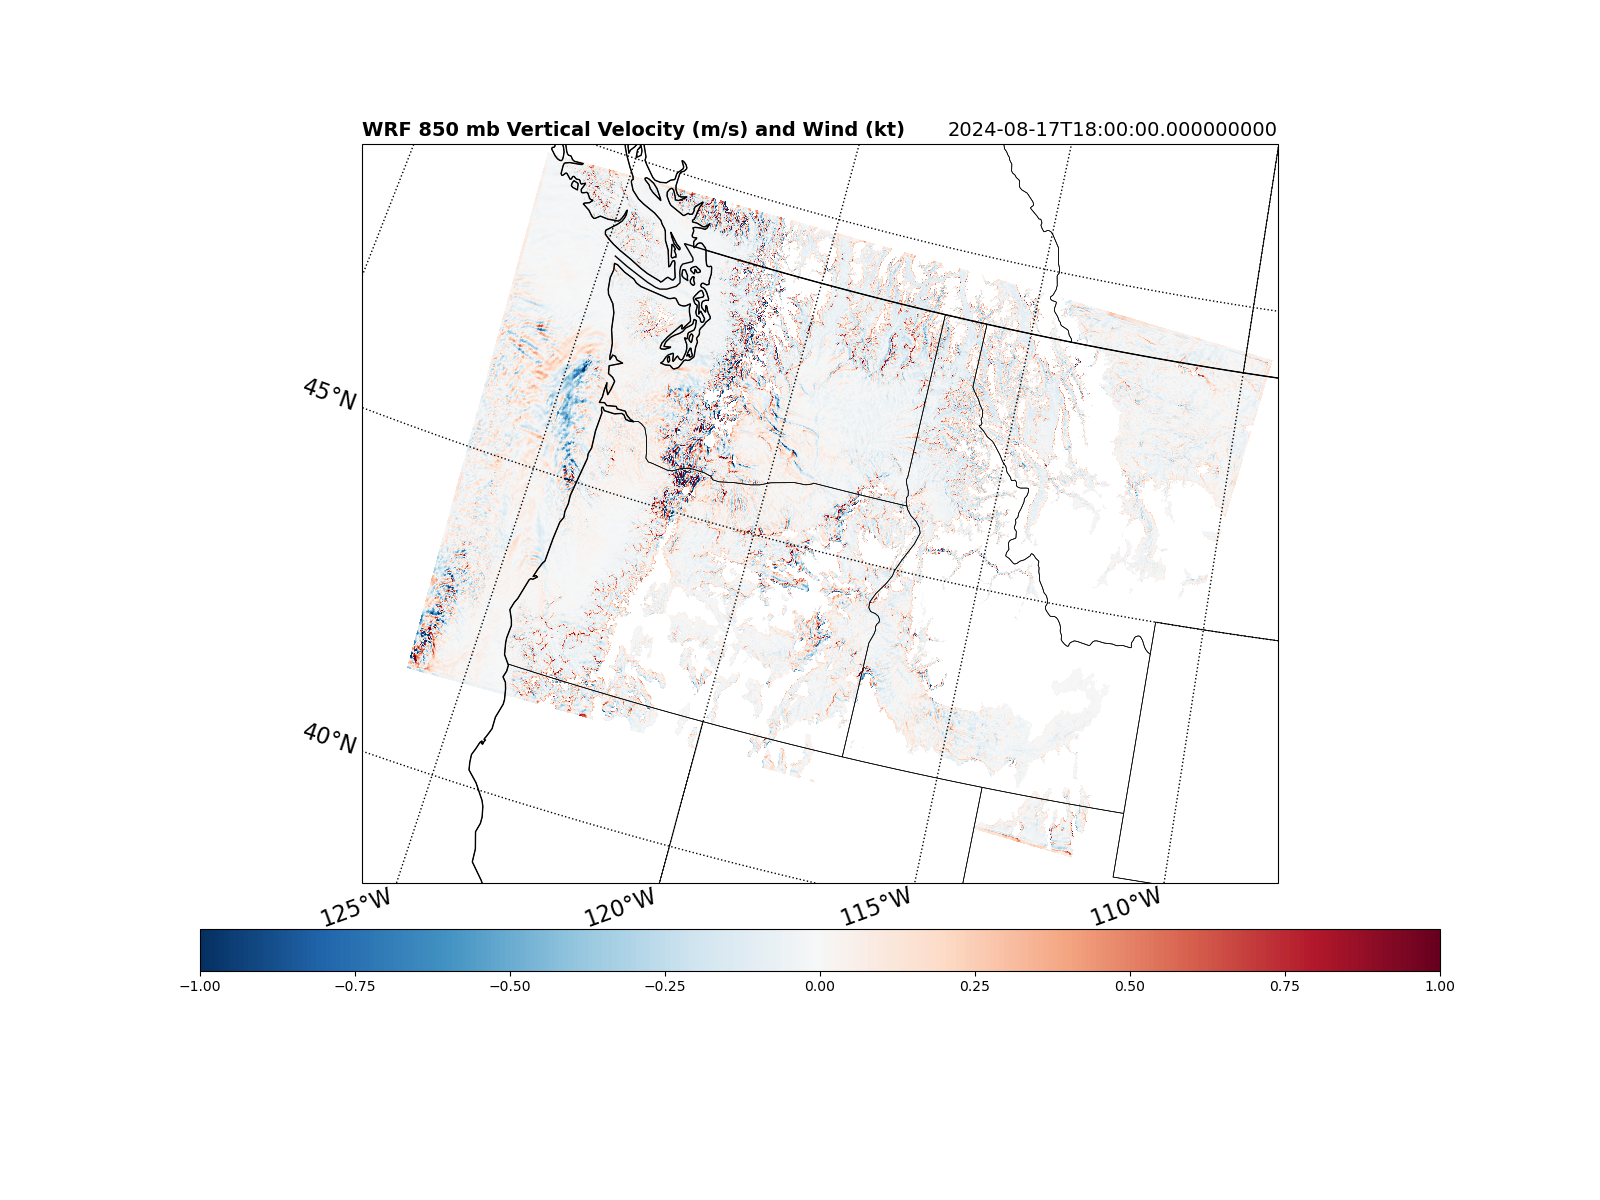 WRF 850 mb Vertical Velocity (m/s) and Wind (kt) 2024-08-17T18:00:00.000000000
45°N
40°N
125°W 120°W 115°W 110°W
−1.00 −0.75 −0.50 −0.25 0.00 0.25 0.50 0.75 1.00